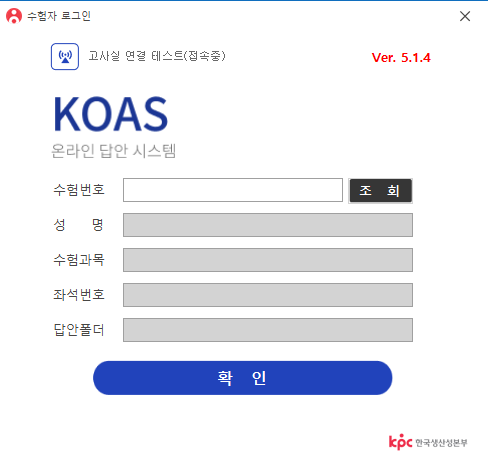 수험자 로그인
고사실 연결 테스트(접속중)
Ver. 5.1.4
KOAS
온라인 답안 시스템
수험번호
조 회
성 명
수험과목
좌석번호
답안폴더
확 인
kpc 한국생산성본부